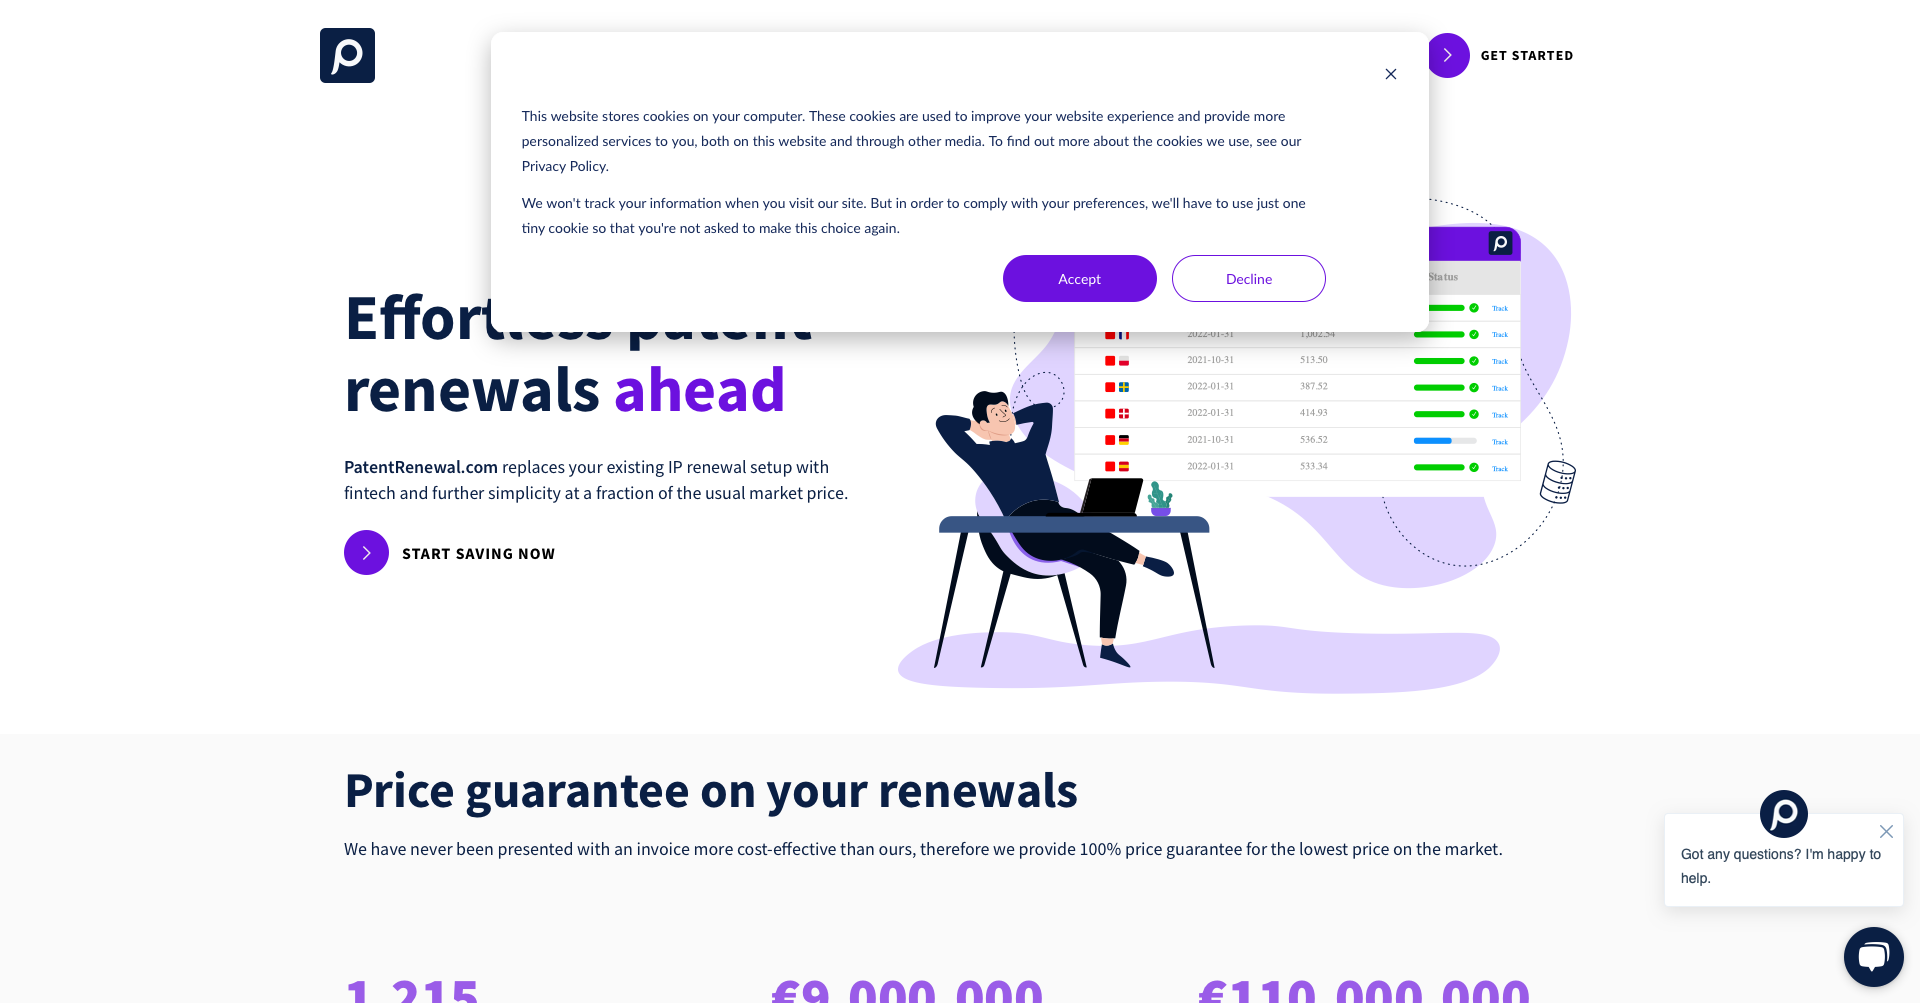 GET STARTED
This website stores cookies on your computer. These cookies are used to improve your website experience and provide more
personalized services to you, both on this website and through other media. To find out more about the cookies we use, see our
Privacy Policy.
We won't track your information when you visit our site. But in order to comply with your preferences, we'll have to use just one
tiny cookie so that you're not asked to make this choice again.
Accept
Decline
Effortless patent
renewals ahead
PatentRenewal.com replaces your existing IP renewal setup with
fintech and further simplicity at a fraction of the usual market price.
START SAVING NOW
Status
Track
2022-01-31 1,002.54 Track
2021-10-31 513.50 Track
2022-01-31 387.52 Track
2022-01-31 414.93 Track
2021-10-31 536.52 Track
2022-01-31 533.34 Track
Price guarantee on your renewals
We have never been presented with an invoice more cost-effective than ours, therefore we provide 100% price guarantee for the lowest price on the market.
Got any questions? I'm happy to
help.
1,215
€9,000,000
€110,000,000